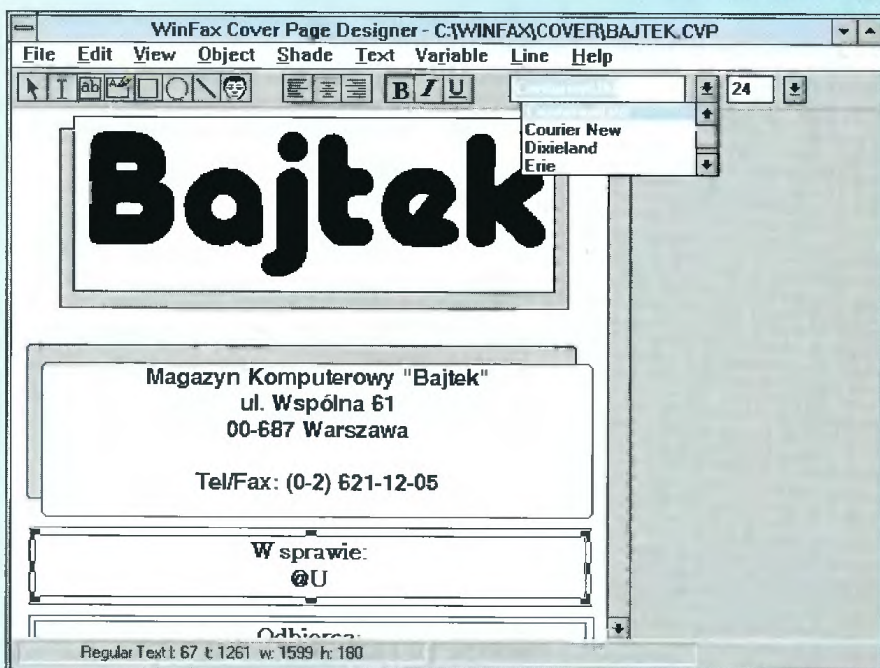 WinFax Cover Page Designer - C:\WINFAX\COVER\BAJTEK.CVP
File Edit View Object Shade Text Variable Line Help
ab B I U 24
Courier New
Dixieland
Erie
Bajtek
Magazyn Komputerowy "Bajtek"
ul. Wspólna 61
00-687 Warszawa
Tel/Fax: (0-2) 621-12-05
W sprawie:
@U
Odbiorca:
Regular Text l: 67 t: 1261 w: 1599 h: 180